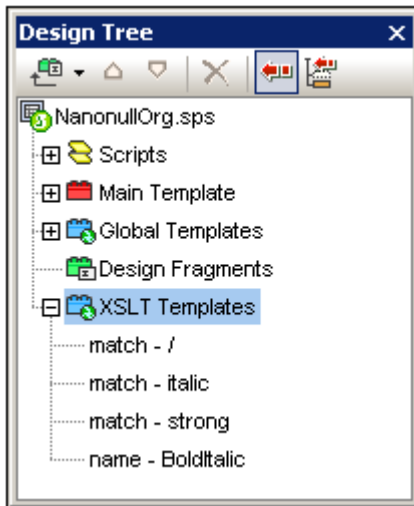 Design Tree
NanonullOrg.sps
Scripts
Main Template
Global Templates
Design Fragments
XSLT Templates
match - /
match - italic
match - strong
name - BoldItalic